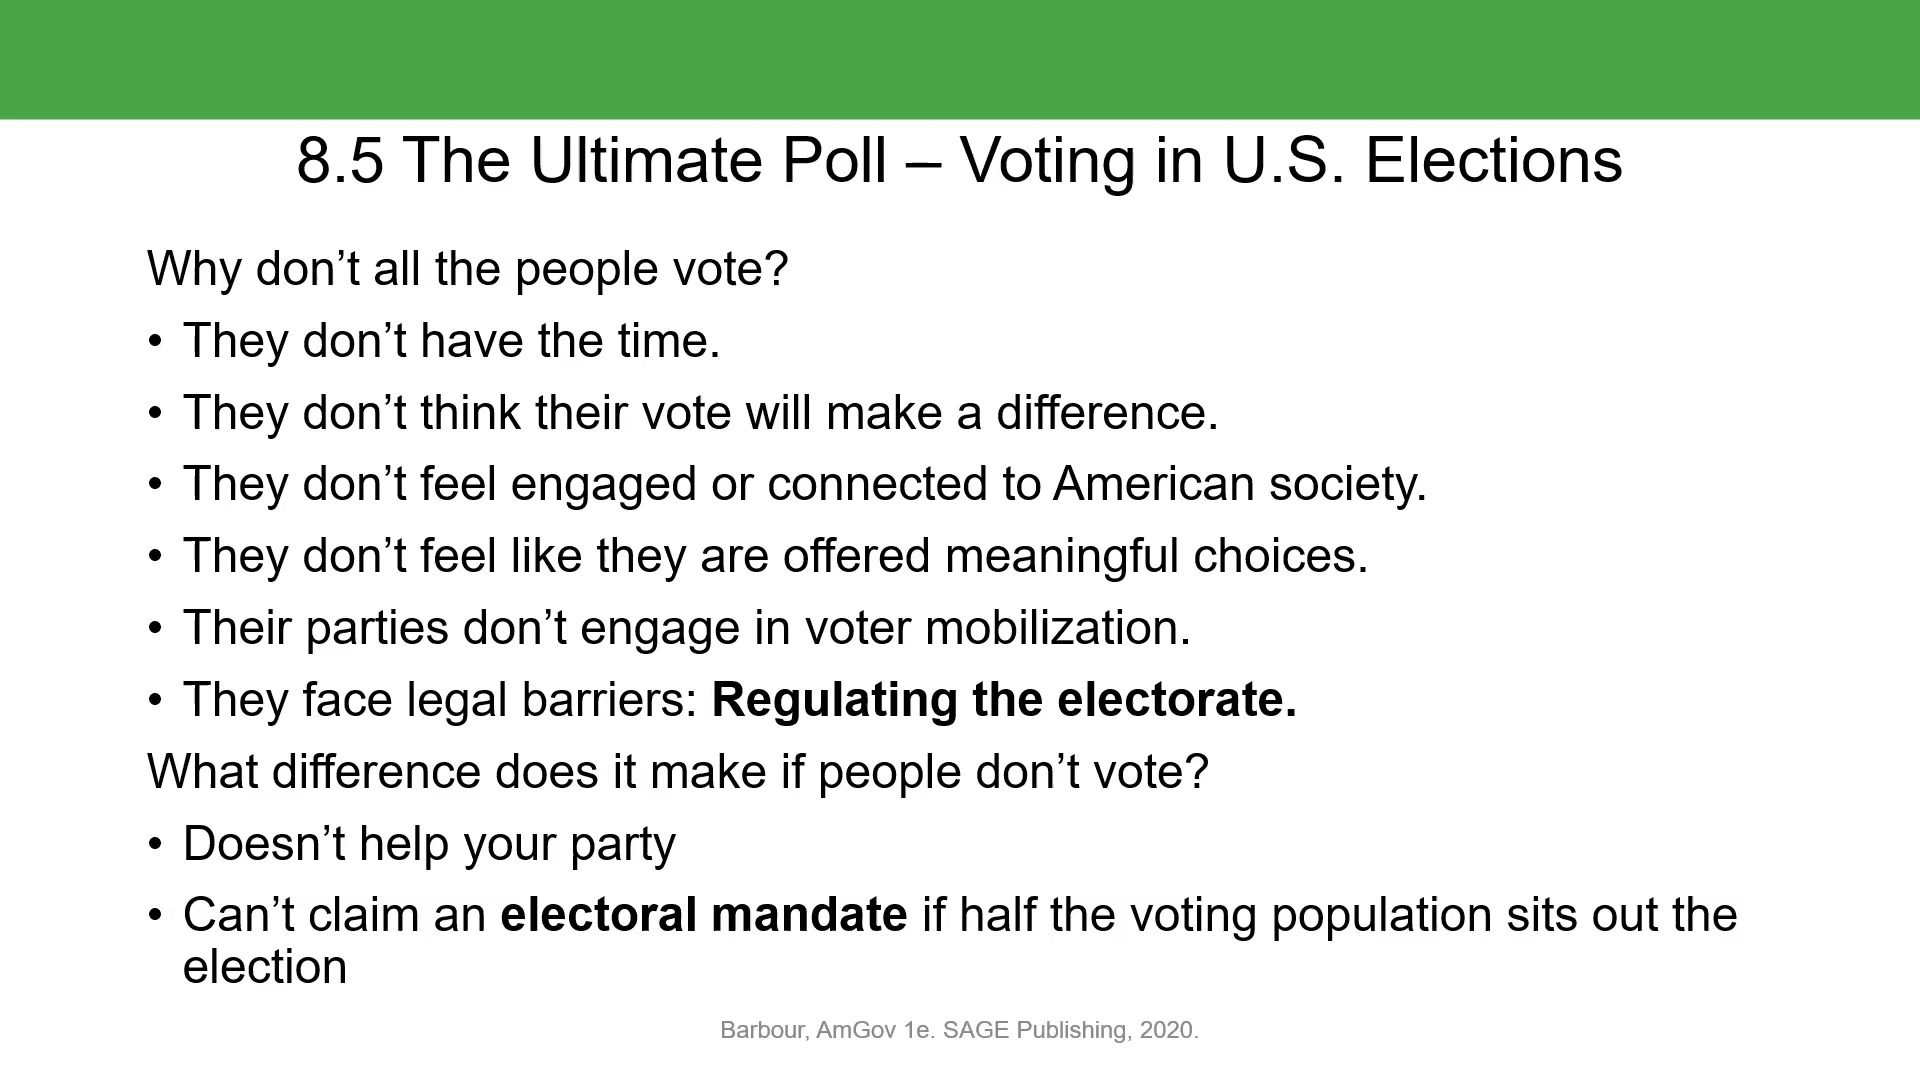 8.5 The Ultimate Poll – Voting in U.S. Elections
Why don’t all the people vote?
• They don’t have the time.
• They don’t think their vote will make a difference.
• They don’t feel engaged or connected to American society.
• They don’t feel like they are offered meaningful choices.
• Their parties don’t engage in voter mobilization.
• They face legal barriers: Regulating the electorate.
What difference does it make if people don’t vote?
• Doesn’t help your party
• Can’t claim an electoral mandate if half the voting population sits out the
election
Barbour, AmGov 1e. SAGE Publishing, 2020.